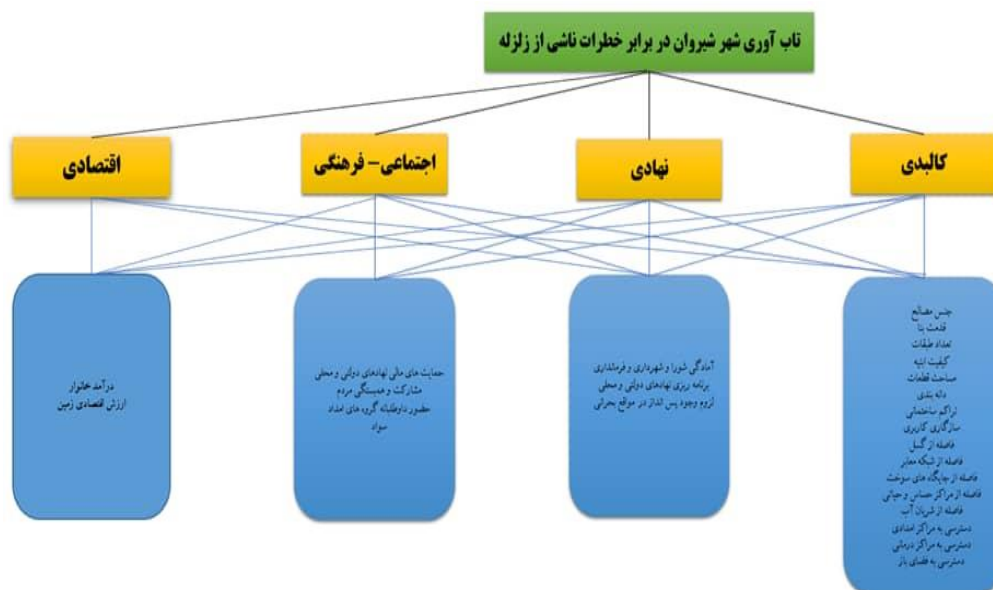 تاب آوری شهر شیروان در برابر خطرات ناشی از زلزله
کالبدی
نهادی
اجتماعی- فرهنگی
اقتصادی
جنس مصالح
قدمت بنا
تعداد طبقات
کیفیت ابنیه
مساحت قطعات
دانه بندی
تراکم ساختمانی
سازگاری کاربری
فاصله از گسل
فاصله از شبکه معابر
فاصله از جایگاه های سوخت
فاصله از مراکز حساس و حیاتی
فاصله از شریان آب
دسترسی به مراکز امدادی
دسترسی به مراکز درمانی
دسترسی به فضای باز
آمادگی شورا و شهرداری و فرمانداری
برنامه ریزی نهادهای دولتی و محلی
لزوم وجود پس انداز در مواقع بحرانی
حمایت های مالی نهادهای دولتی و محلی
مشارکت و همبستگی مردم
حضور داوطلبانه گروه های امداد
سواد
درآمد خانوار
ارزش اقتصادی زمین